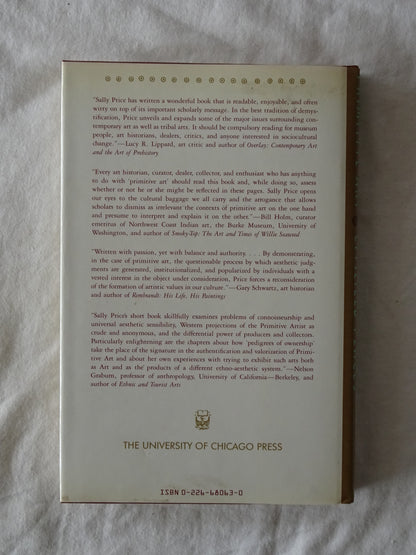 "Sally Price has written a wonderful book that is readable, enjoyable, and often
witty on top of its important scholarly message. In the best tradition of demys-
tification, Price unveils and expands some of the major issues surrounding con-
temporary art as well as tribal arts. It should be compulsory reading for museum
people, art historians, dealers, critics, and anyone interested in sociocultural
change."—Lucy R. Lippard, art critic and author of Overlay: Contemporary Art
and the Art of Prehistory
"Every art historian, curator, dealer, collector, and enthusiast who has anything
to do with 'primitive art' should read this book and, while doing so, assess
whether or not he or she might be reflected in these pages. Sally Price opens
our eyes to the cultural baggage we all carry and the arrogance that allows
scholars to dismiss as irrelevant the contexts of primitive art on the one hand
and presume to interpret and explain it on the other."—Bill Holm, curator
emeritus of Northwest Coast Indian art, the Burke Museum, University of
Washington, and author of Smoky-Top: The Art and Times of Willie Seaweed
"Written with passion, yet with balance and authority. . . . By demonstrating,
in the case of primitive art, the questionable process by which aesthetic judg-
ments are generated, institutionalized, and popularized by individuals with a
vested interest in the object under consideration, Price forces a reconsideration
of the formation of artistic values in our culture."—Gary Schwartz, art historian
and author of Rembrandt: His Life, His Paintings
"Sally Price's short book skillfully examines problems of connoisseurship and
universal aesthetic sensibility, Western projections of the Primitive Artist as
crude and anonymous, and the differential power of producers and collectors.
Particularly enlightening are the chapters about how 'pedigrees of ownership'
take the place of the signature in the authentication and valorization of Primi-
tive Art and about her own experiences with trying to exhibit such arts both
as Art and as the products of a different ethno-aesthetic system."—Nelson
Graburn, professor of anthropology, University of California—Berkeley, and
author of Ethnic and Tourist Arts
THE UNIVERSITY OF CHICAGO PRESS
ISBN 0-226-68063-0